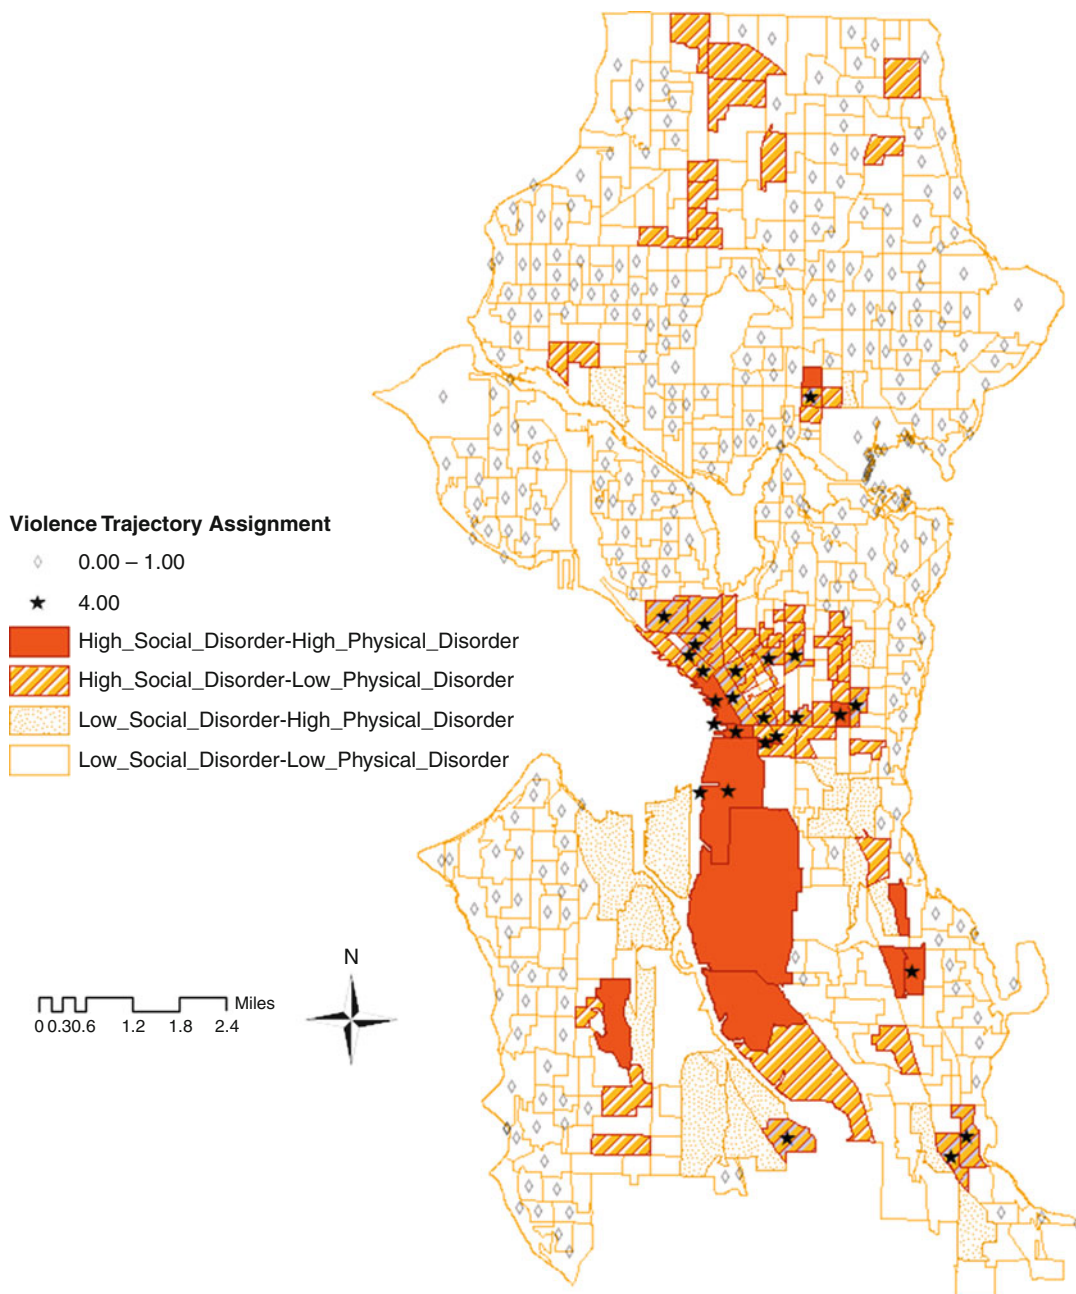 Violence Trajectory Assignment
0.00 – 1.00
4.00
High_Social_Disorder-High_Physical_Disorder
High_Social_Disorder-Low_Physical_Disorder
Low_Social_Disorder-High_Physical_Disorder
Low_Social_Disorder-Low_Physical_Disorder
N
Miles
0 0.30.6 1.2 1.8 2.4